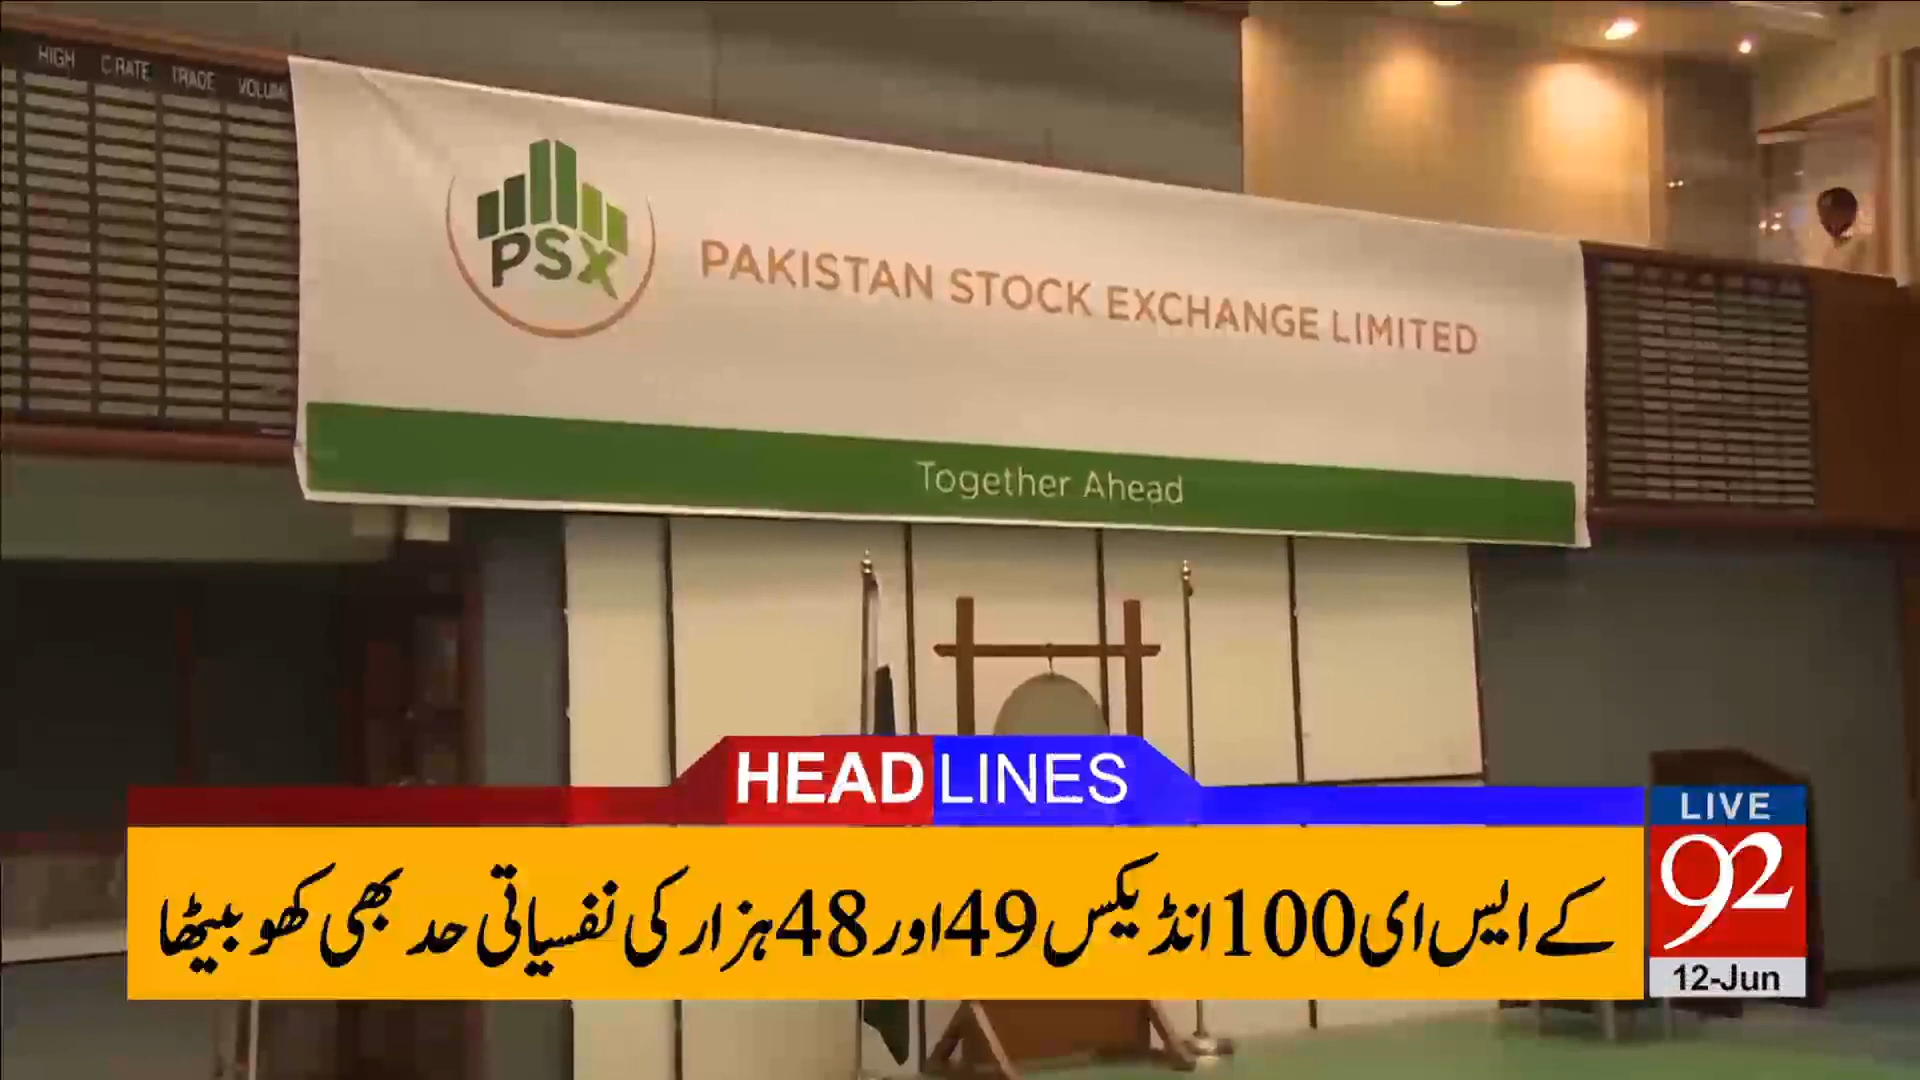 HIGH C.RATE TRADE VOLUM
PSX
PAKISTAN STOCK EXCHANGE LIMITED
Together Ahead
HEADLINES
LIVE
92
کے ایس ای 100 انڈیکس 49 اور 48 ہزار کی نفسیاتی حد بھی کھو بیٹھا
12-Jun